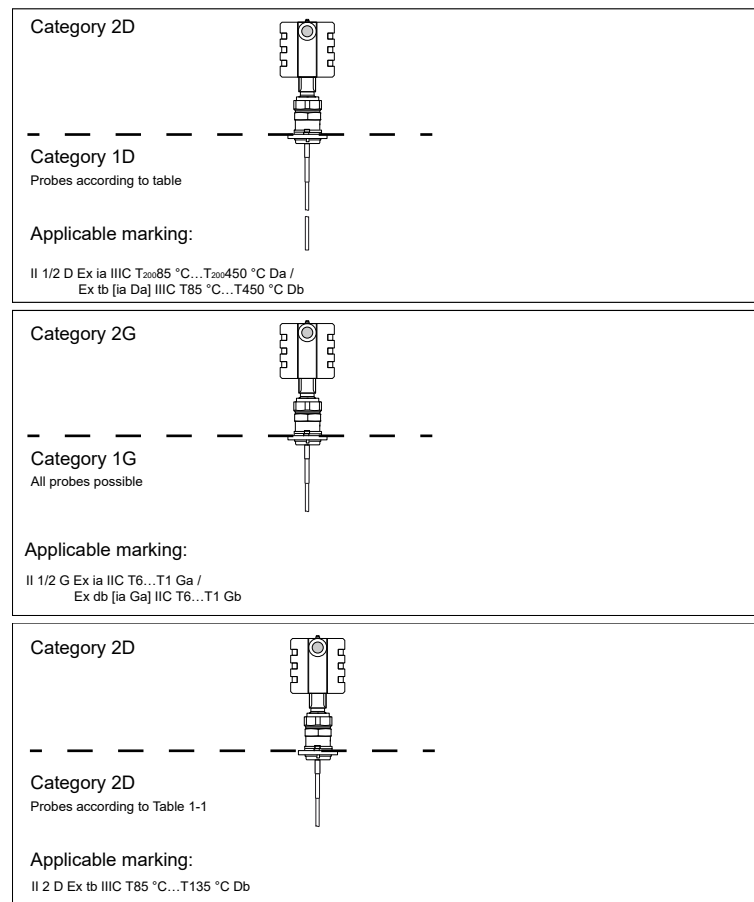 Category 2D
Category 1D
Probes according to table
Applicable marking:
II 1/2 D Ex ia IIIC T₂₀₀85 °C…T₂₀₀450 °C Da /
Ex tb [ia Da] IIIC T85 °C…T450 °C Db
Category 2G
Category 1G
All probes possible
Applicable marking:
II 1/2 G Ex ia IIC T6…T1 Ga /
Ex db [ia Ga] IIC T6…T1 Gb
Category 2D
Category 2D
Probes according to Table 1-1
Applicable marking:
II 2 D Ex tb IIIC T85 °C…T135 °C Db